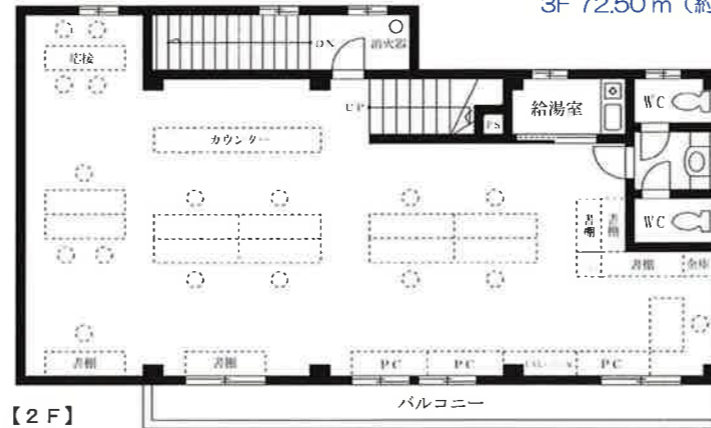 3F 72.50㎡（約
応接
DN
消火器
UP
PS
給湯室
WC
カウンター
WC
書棚
書棚
書棚
金庫
書棚
書棚
PC
PC
PC
バルコニー
【2F】